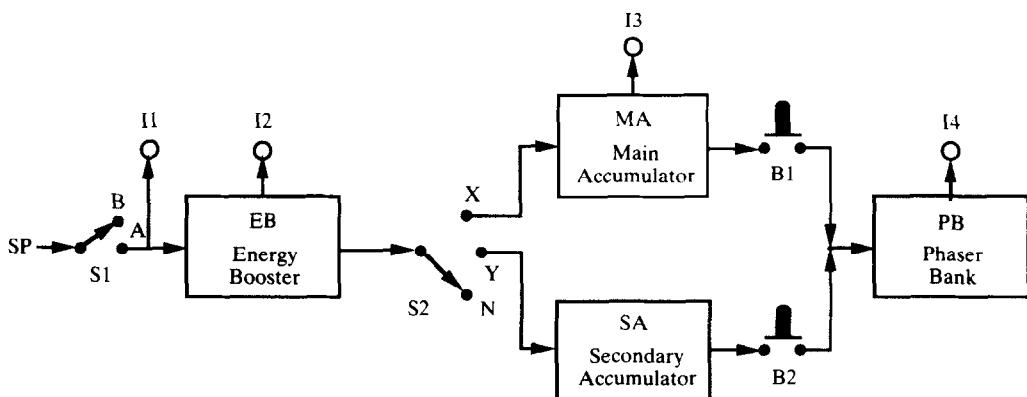 I3
I1
I2
MA
Main
Accumulator
B1
I4
X
B
A
SP
S1
EB
Energy
Booster
Y
S2
N
PB
Phaser
Bank
SA
Secondary
Accumulator
B2